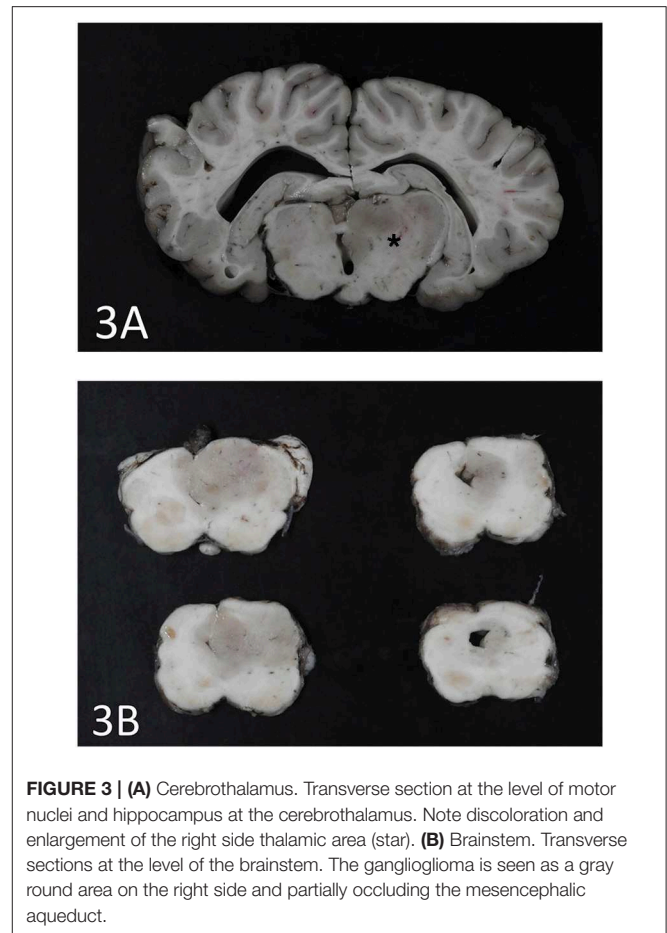 3A
3B
FIGURE 3 | (A) Cerebrothalamus. Transverse section at the level of motor
nuclei and hippocampus at the cerebrothalamus. Note discoloration and
enlargement of the right side thalamic area (star). (B) Brainstem. Transverse
sections at the level of the brainstem. The ganglioglioma is seen as a gray
round area on the right side and partially occluding the mesencephalic
aqueduct.